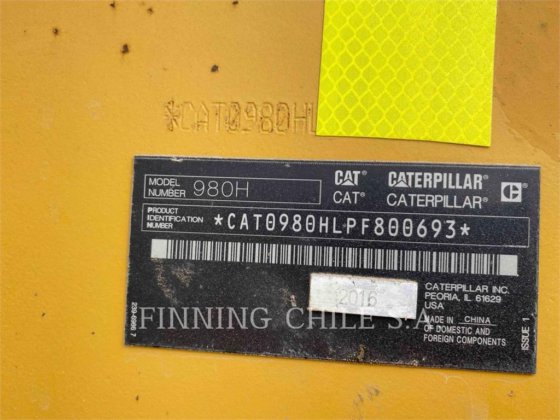 *CAT0980HL
MODEL NUMBER 980H
CAT® CATERPILLAR®
CAT® CATERPILLAR®
PRODUCT IDENTIFICATION NUMBER *CAT0980HLPF800693*
2016
CATERPILLAR INC.
PEORIA, IL 61629
USA
MADE IN CHINA
OF DOMESTIC AND
FOREIGN COMPONENTS
ISSUE 1
FINNING CHILE S.A.